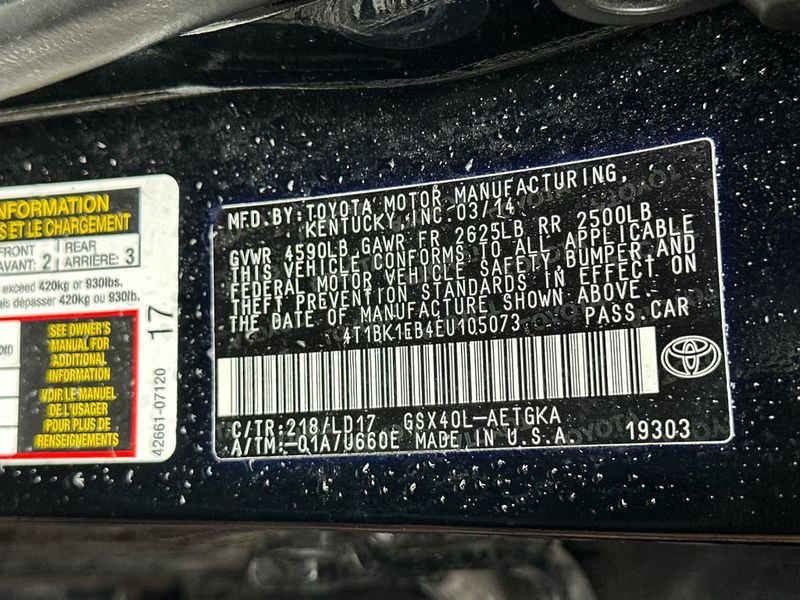 NFORMATION
S ET LE CHARGEMENT
FRONT
AVANT: 2
REAR
ARRIÈRE: 3
exceed 420kg or 930lbs.
ais dépasser 420kg ou 930lb.
SEE OWNER'S
MANUAL FOR
ADDITIONAL
INFORMATION
VOIR LE MANUEL
DE L'USAGER
POUR PLUS DE
RENSEIGNEMENTS
17
42661-07120
MFD.BY:TOYOTA MOTOR MANUFACTURING,
KENTUCKY,INC.03/14
GVWR 4590LB GAWR FR 2625LB RR 2500LB
THIS VEHICLE CONFORMS TO ALL APPLICABLE
FEDERAL MOTOR VEHICLE SAFETY,BUMPER,AND
THEFT PREVENTION STANDARDS IN EFFECT ON
THE DATE OF MANUFACTURE SHOWN ABOVE.
4T1BK1EB4EU105073 PASS.CAR
C/TR:218/LD17 GSX40L-AETGKA
A/TM:-01A/U660E MADE IN U.S.A. 19303